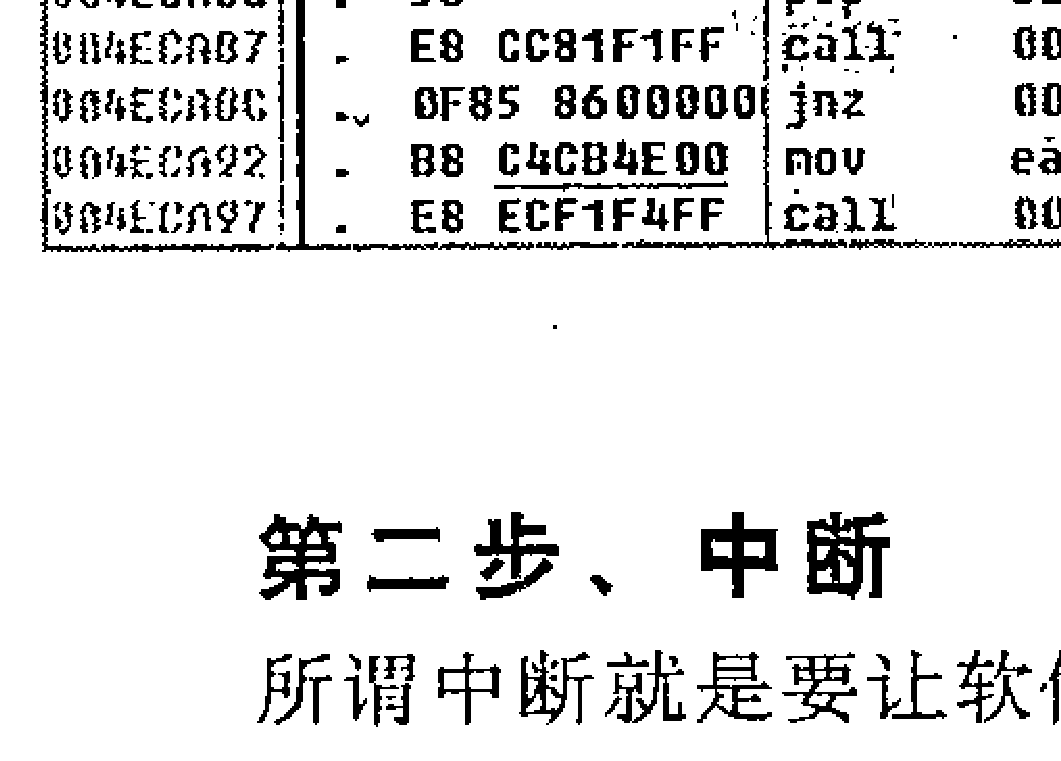 004ECA87 . E8 CC81F1FF call 00
004ECA8C .⌄ 0F85 86000000 jnz 00
004ECA92 . B8 C4CB4E00 mov ea
004ECA97 . E8 ECF1F4FF call 00
第二步、中断
所谓中断就是要让软